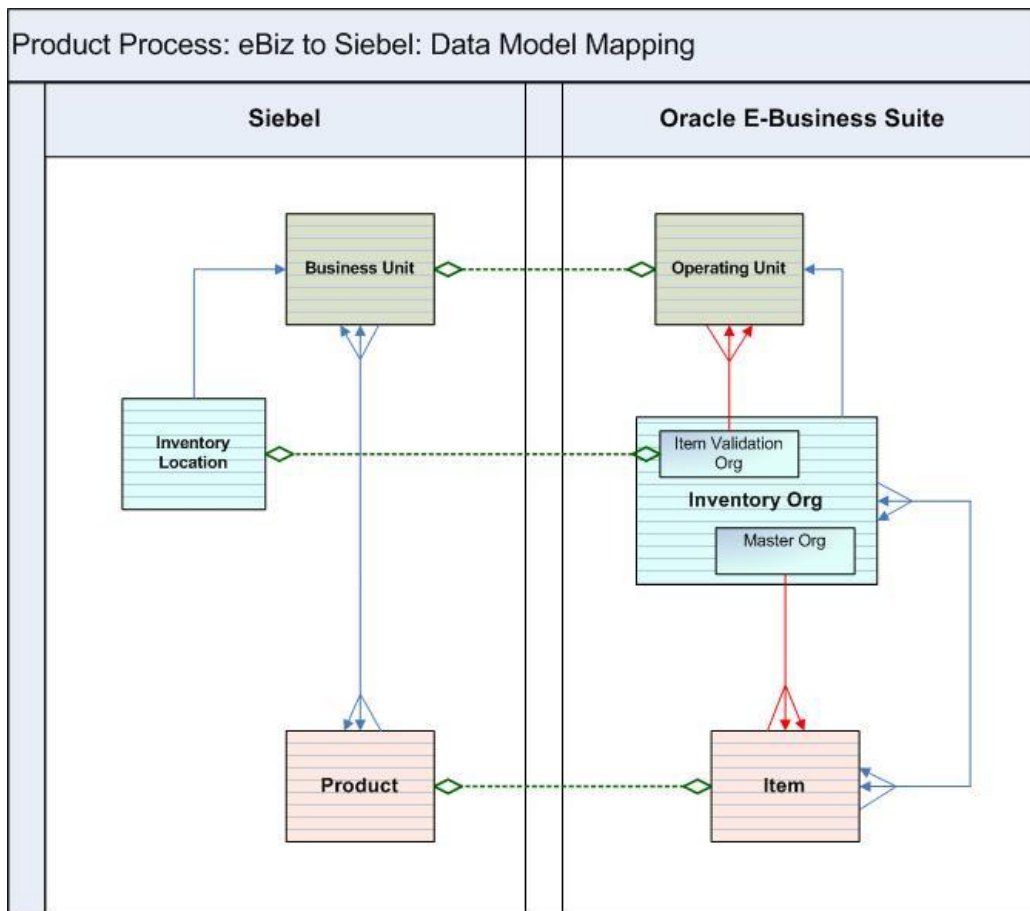 Product Process: eBiz to Siebel: Data Model Mapping
Siebel
Oracle E-Business Suite
Business Unit
Operating Unit
Inventory
Location
Item Validation
Org
Inventory Org
Master Org
Product
Item